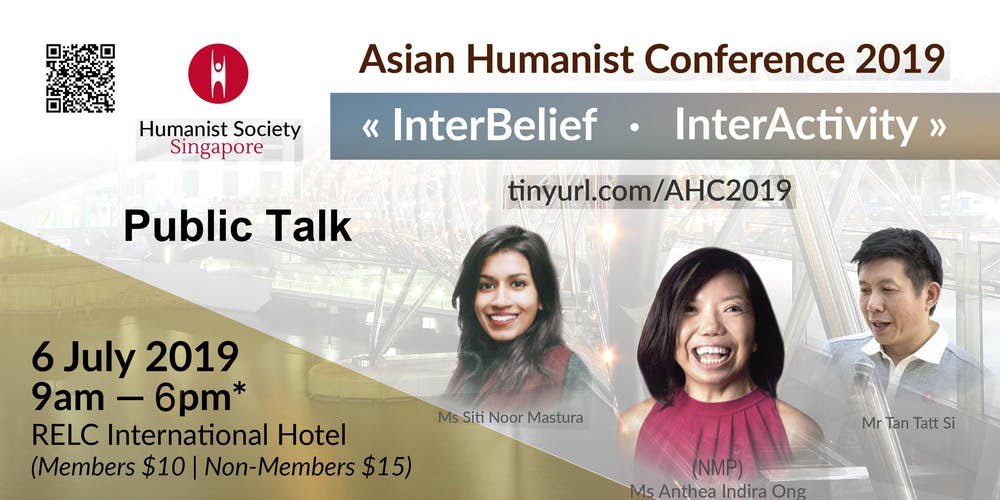 Asian Humanist Conference 2019
« InterBelief · InterActivity »
Humanist Society
Singapore
tinyurl.com/AHC2019
Public Talk
6 July 2019
9am — 6pm*
RELC International Hotel
(Members $10 | Non-Members $15)
Ms Siti Noor Mastura
(NMP)
Ms Anthea Indira Ong
Mr Tan Tatt Si